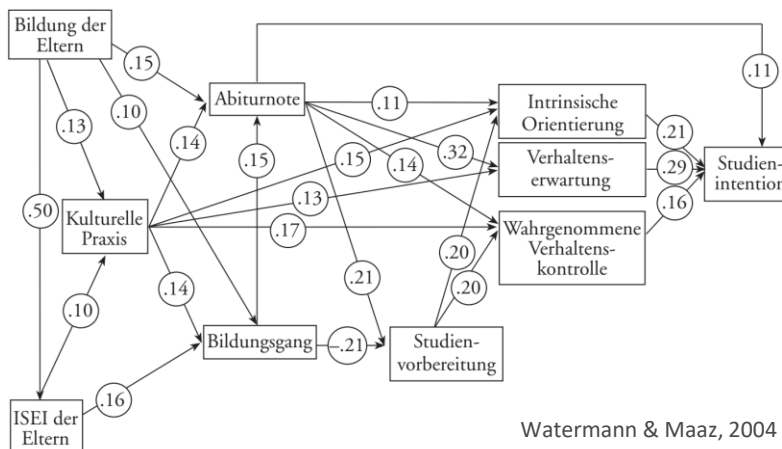 Bildung der
Eltern
.15
.11
Abiturnote
.11
Intrinsische
Orientierung
.10
.13
.14
.32
.21
.15
.15
.14
Verhaltens-
erwartung
.29
Studien-
intention
.50
Kulturelle
Praxis
.13
.17
.16
Wahrgenommene
Verhaltens-
kontrolle
.20
.20
.21
.10
.14
Bildungsgang
–.21
Studien-
vorbereitung
.16
ISEI der
Eltern
Watermann & Maaz, 2004